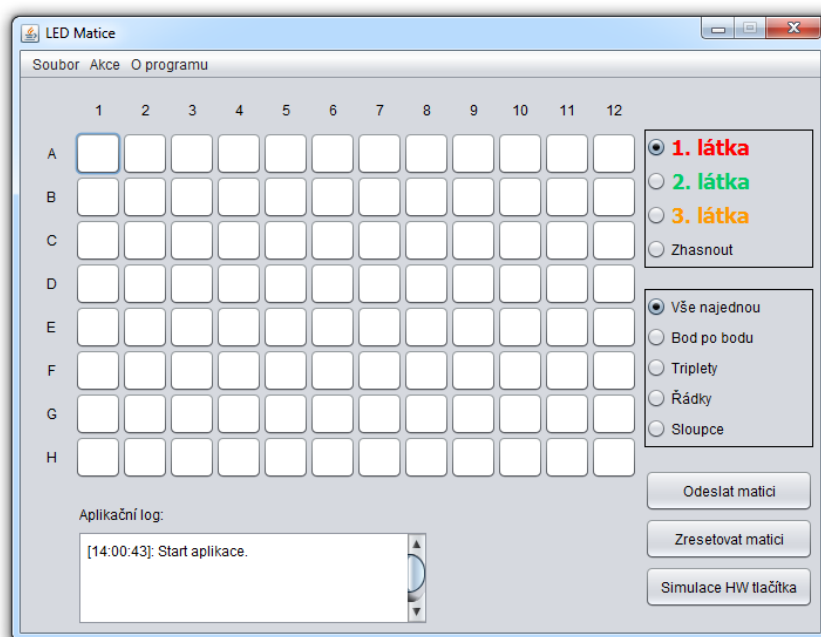 LED Matice
Soubor Akce O programu
1 2 3 4 5 6 7 8 9 10 11 12
A
B
C
D
E
F
G
H
1. látka
2. látka
3. látka
Zhasnout
Vše najednou
Bod po bodu
Triplety
Řádky
Sloupce
Odeslat matici
Zresetovat matici
Simulace HW tlačítka
Aplikační log:
[14:00:43]: Start aplikace.